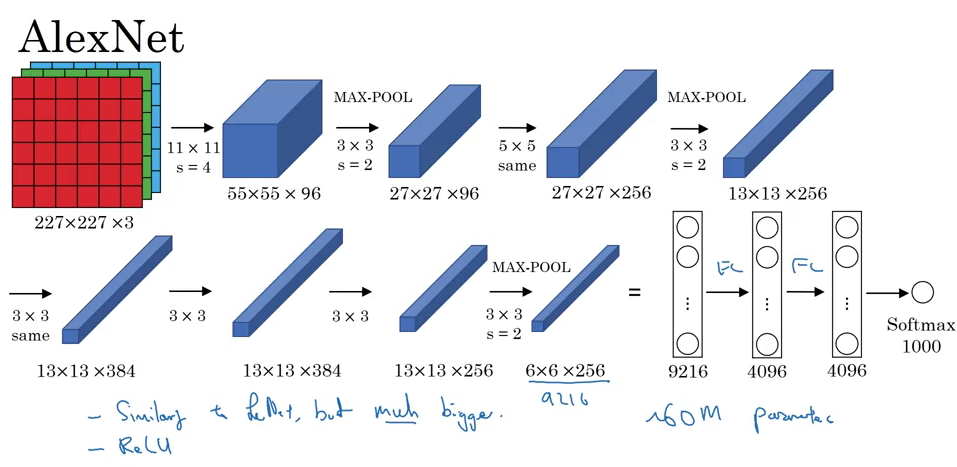 AlexNet
MAX-POOL
MAX-POOL
11 × 11
s = 4
3 × 3
s = 2
5 × 5
same
3 × 3
s = 2
55×55 × 96
27×27 ×96
27×27 ×256
13×13 ×256
227×227 ×3
MAX-POOL
FC
FC
...
...
...
=
3 × 3
same
3 × 3
3 × 3
3 × 3
s = 2
Softmax
1000
13×13 ×384
13×13 ×384
13×13 ×256
6×6 ×256
9216
4096
4096
9216
- Similar to LeNet, but much bigger.
~60M
- ReLU